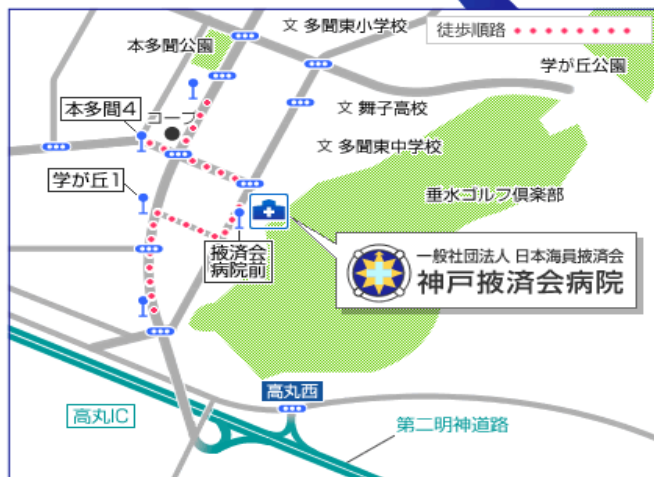 文 多聞東小学校
徒歩順路
本多聞公園
学が丘公園
本多聞4
コープ
文 舞子高校
文 多聞東中学校
学が丘1
垂水ゴルフ倶楽部
掖済会
病院前
一般社団法人 日本海員掖済会
神戸掖済会病院
高丸西
高丸IC
第二明神道路